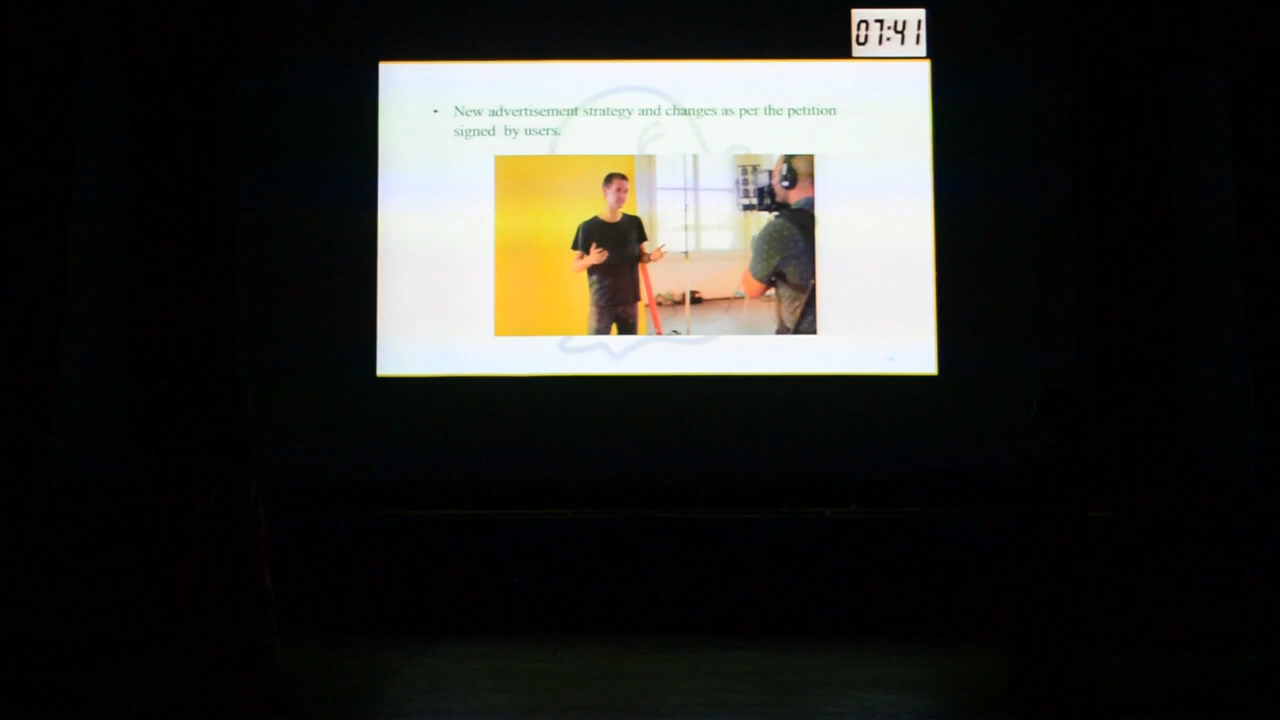 07:41
• New advertisement strategy and changes as per the petition
signed by users.